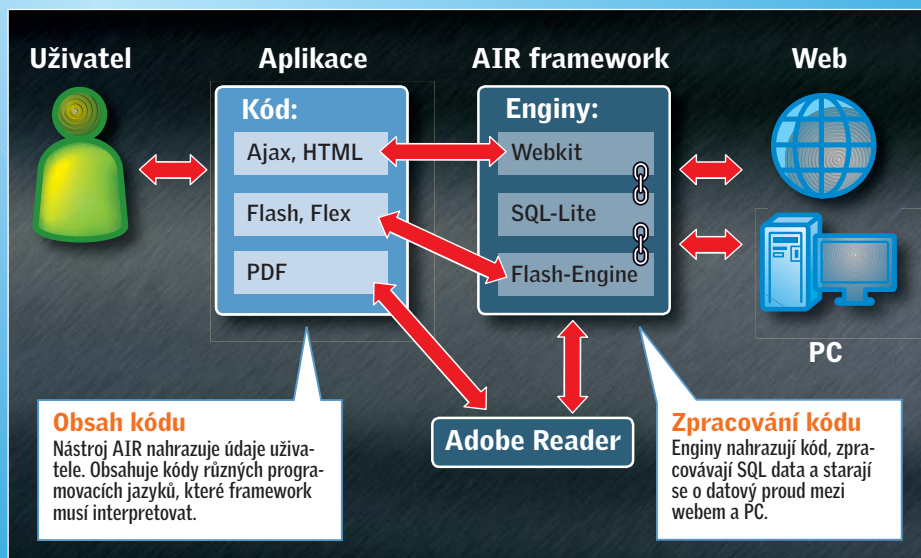 Uživatel
Aplikace
AIR framework
Web
Kód:
Ajax, HTML
Flash, Flex
PDF
Enginy:
Webkit
SQL-Lite
Flash-Engine
PC
Adobe Reader
Obsah kódu
Nástroj AIR nahrazuje údaje uživa-
tele. Obsahuje kódy různých progra-
movacích jazyků, které framework
musí interpretovat.
Zpracování kódu
Enginy nahrazují kód, zpra-
covávají SQL data a starají
se o datový proud mezi
webem a PC.